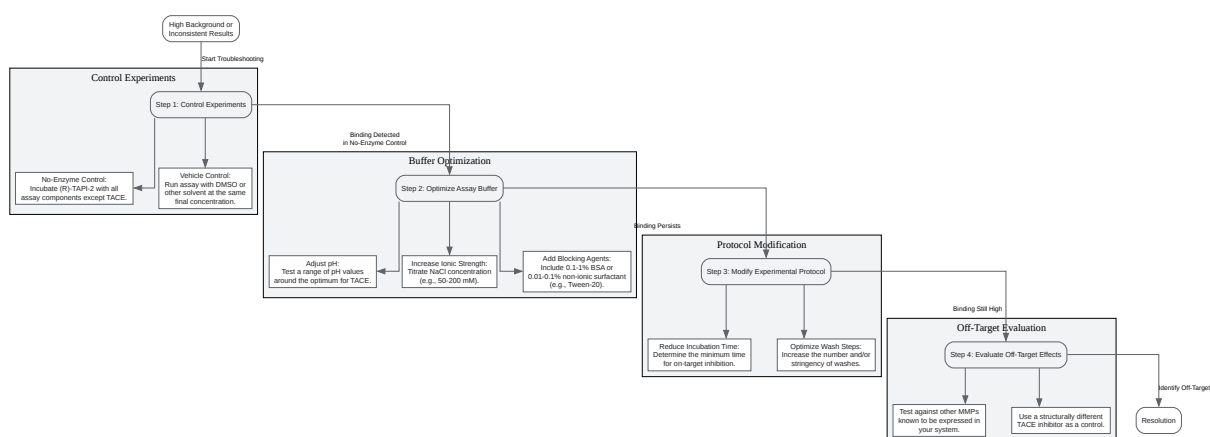 High Background or
Inconsistent Results
Start Troubleshooting
Control Experiments
Step 1: Control Experiments
No-Enzyme Control:
Incubate (R)-TAPI-2 with all
assay components except TACE.
Vehicle Control:
Run assay with DMSO or
other solvent at the same
final concentration.
Binding Detected
in No-Enzyme Control
Buffer Optimization
Step 2: Optimize Assay Buffer
Adjust pH:
Test a range of pH values
around the optimum for TACE.
Increase Ionic Strength:
Titrate NaCl concentration
(e.g., 50-200 mM).
Add Blocking Agents:
Include 0.1-1% BSA or
0.01-0.1% non-ionic surfactant
(e.g., Tween-20).
Binding Persists
Protocol Modification
Step 3: Modify Experimental Protocol
Reduce Incubation Time:
Determine the minimum time
for on-target inhibition.
Optimize Wash Steps:
Increase the number and/or
stringency of washes.
Binding Still High
Off-Target Evaluation
Step 4: Evaluate Off-Target Effects
Test against other MMPs
known to be expressed in
your system.
Use a structurally different
TACE inhibitor as a control.
Identify Off-Target
Resolution